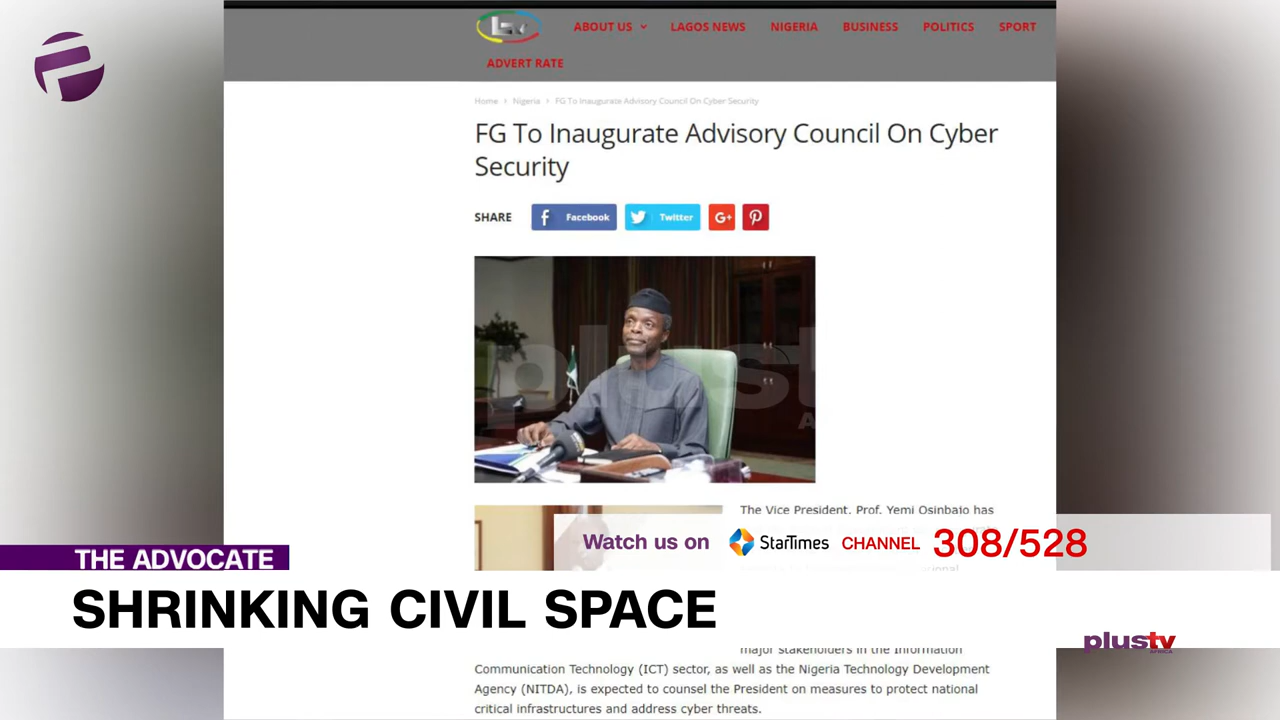 ABOUT US
LAGOS NEWS
NIGERIA
BUSINESS
POLITICS
SPORT
ADVERT RATE
Home › Nigeria › FG To Inaugurate Advisory Council On Cyber Security
FG To Inaugurate Advisory Council On Cyber
Security
SHARE
Facebook
Twitter
G+
plust
The Vice President, Prof. Yemi Osinbajo has
Watch us on StarTimes CHANNEL 308/528
THE ADVOCATE
SHRINKING CIVIL SPACE
plustv
AFRICA
major stakeholders in the Information
Communication Technology (ICT) sector, as well as the Nigeria Technology Development
Agency (NITDA), is expected to counsel the President on measures to protect national
critical infrastructures and address cyber threats.